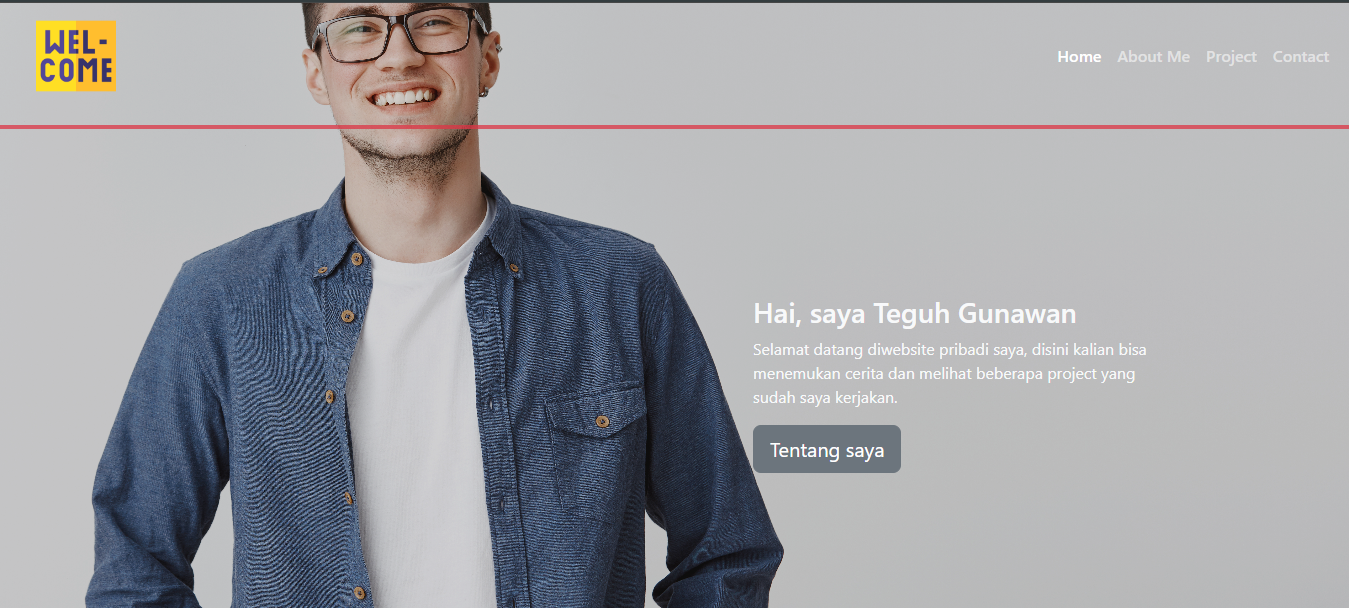 WEL-
COME
Home About Me Project Contact
Hai, saya Teguh Gunawan
Selamat datang diwebsite pribadi saya, disini kalian bisa
menemukan cerita dan melihat beberapa project yang
sudah saya kerjakan.
Tentang saya